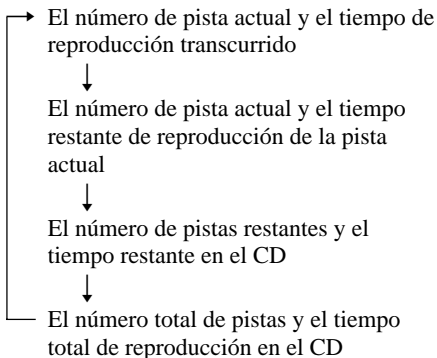 El número de pista actual y el tiempo de
reproducción transcurrido
El número de pista actual y el tiempo
restante de reproducción de la pista
actual
El número de pistas restantes y el
tiempo restante en el CD
El número total de pistas y el tiempo
total de reproducción en el CD